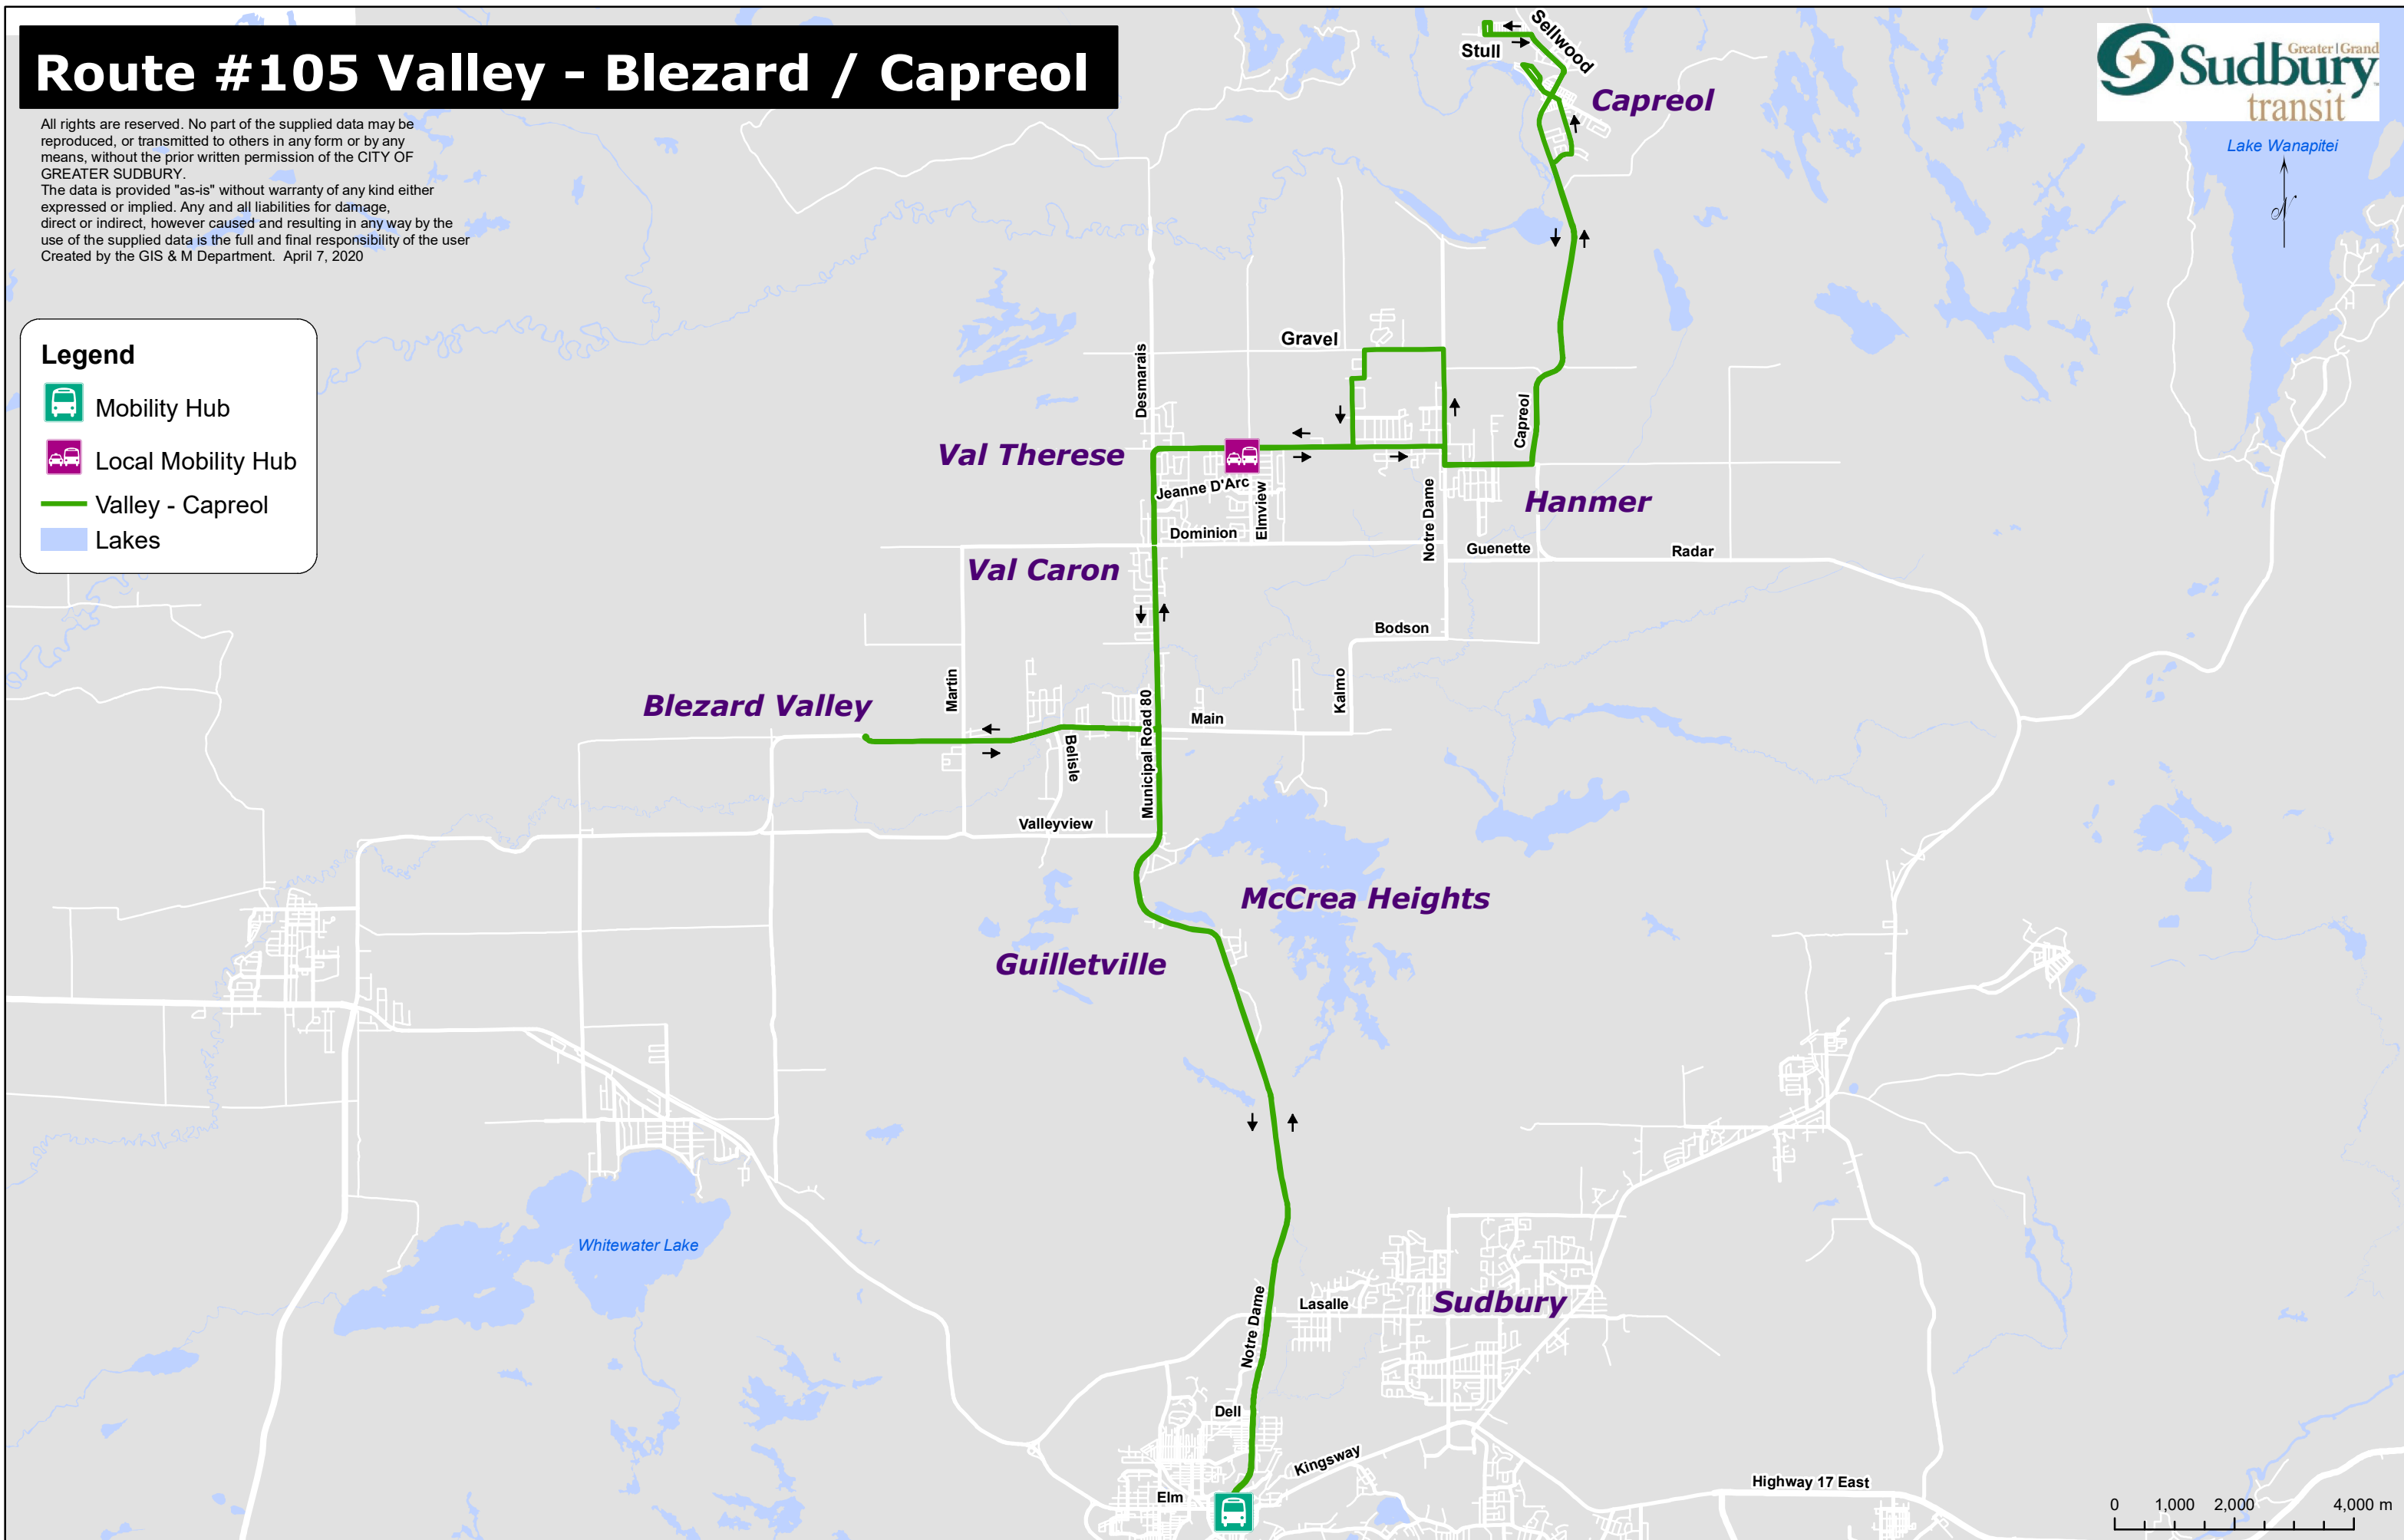 Route #105 Valley - Blezard / Capreol
All rights are reserved. No part of the supplied data may be
reproduced, or transmitted to others in any form or by any
means, without the prior written permission of the CITY OF
GREATER SUDBURY.
The data is provided "as-is" without warranty of any kind either
expressed or implied. Any and all liabilities for damage,
direct or indirect, however caused and resulting in any way by the
use of the supplied data is the full and final responsibility of the user
Created by the GIS & M Department. April 7, 2020
Legend
Mobility Hub
Local Mobility Hub
Valley - Capreol
Lakes
Greater | Grand
Sudbury
transit
Lake Wanapitei
N
Sellwood
Stull
Capreol
Gravel
Desmarais
Capreol
Val Therese
Jeanne D'Arc
Elmview
Notre Dame
Hanmer
Dominion
Guenette
Radar
Val Caron
Bodson
Martin
Kalmo
Blezard Valley
Municipal Road 80
Main
Belisle
Valleyview
McCrea Heights
Guilletville
Whitewater Lake
Notre Dame
Lasalle
Sudbury
Dell
Kingsway
Elm
Highway 17 East
0 1,000 2,000 4,000 m